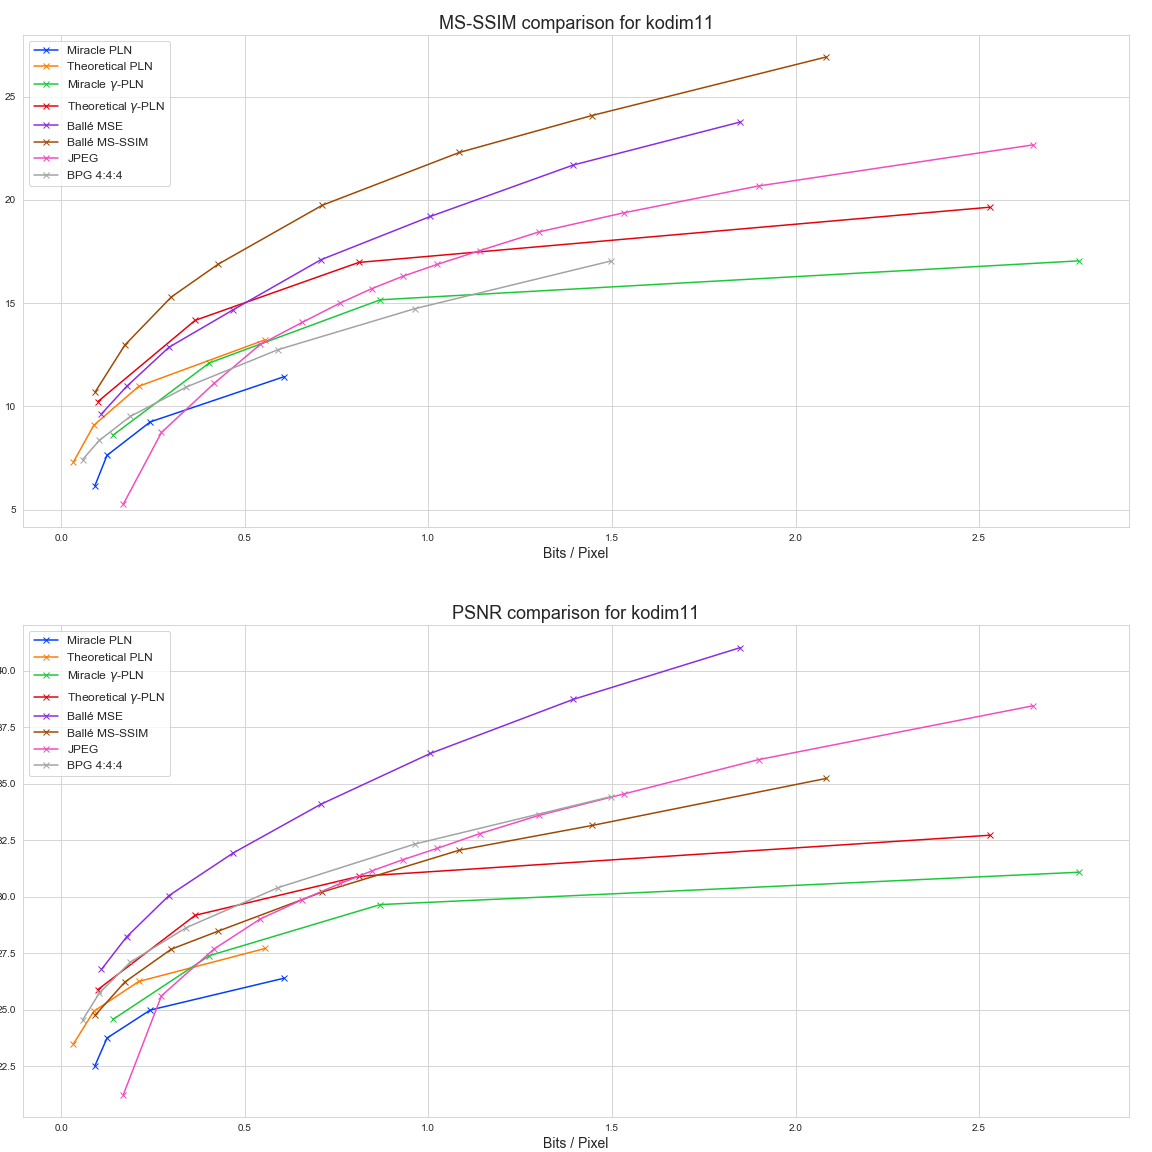 MS-SSIM comparison for kodim11
Miracle PLN
Theoretical PLN
Miracle γ-PLN
Theoretical γ-PLN
Ballé MSE
Ballé MS-SSIM
JPEG
BPG 4:4:4
25
20
15
10
5
0.0 0.5 1.0 1.5 2.0 2.5
Bits / Pixel
PSNR comparison for kodim11
Miracle PLN
Theoretical PLN
Miracle γ-PLN
Theoretical γ-PLN
Ballé MSE
Ballé MS-SSIM
JPEG
BPG 4:4:4
40.0
37.5
35.0
32.5
30.0
27.5
25.0
22.5
0.0 0.5 1.0 1.5 2.0 2.5
Bits / Pixel